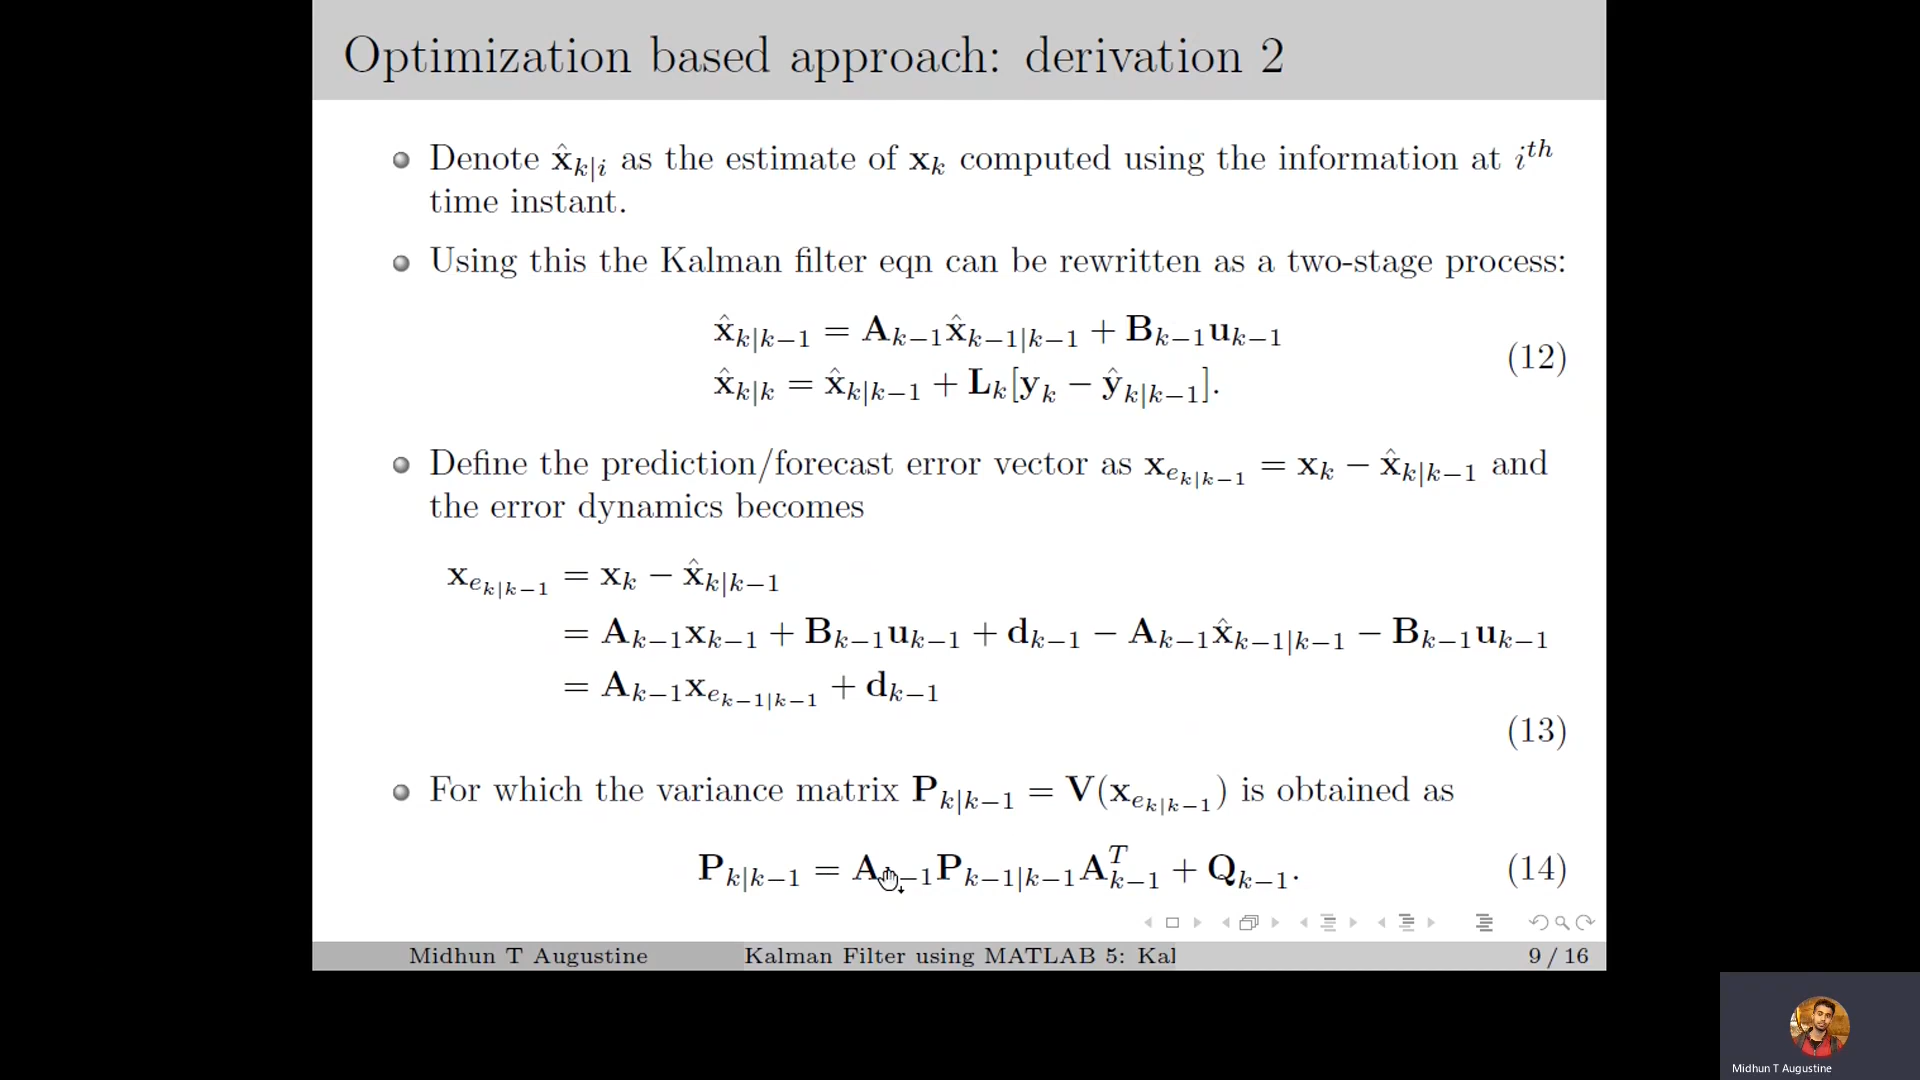 Optimization based approach: derivation 2
Denote x̂_{k|i} as the estimate of x_k computed using the information at i^{th}
time instant.
Using this the Kalman filter eqn can be rewritten as a two-stage process:
x̂_{k|k−1} = A_{k−1}x̂_{k−1|k−1} + B_{k−1}u_{k−1}
(12)
x̂_{k|k} = x̂_{k|k−1} + L_k[y_k − ŷ_{k|k−1}].
Define the prediction/forecast error vector as x_{e_{k|k−1}} = x_k − x̂_{k|k−1} and
the error dynamics becomes
x_{e_{k|k−1}} = x_k − x̂_{k|k−1}
= A_{k−1}x_{k−1} + B_{k−1}u_{k−1} + d_{k−1} − A_{k−1}x̂_{k−1|k−1} − B_{k−1}u_{k−1}
= A_{k−1}x_{e_{k−1|k−1}} + d_{k−1}
(13)
For which the variance matrix P_{k|k−1} = V(x_{e_{k|k−1}}) is obtained as
P_{k|k−1} = A_{k−1}P_{k−1|k−1}A^T_{k−1} + Q_{k−1}. (14)
Midhun T Augustine Kalman Filter using MATLAB 5: Kal 9 / 16
Midhun T Augustine